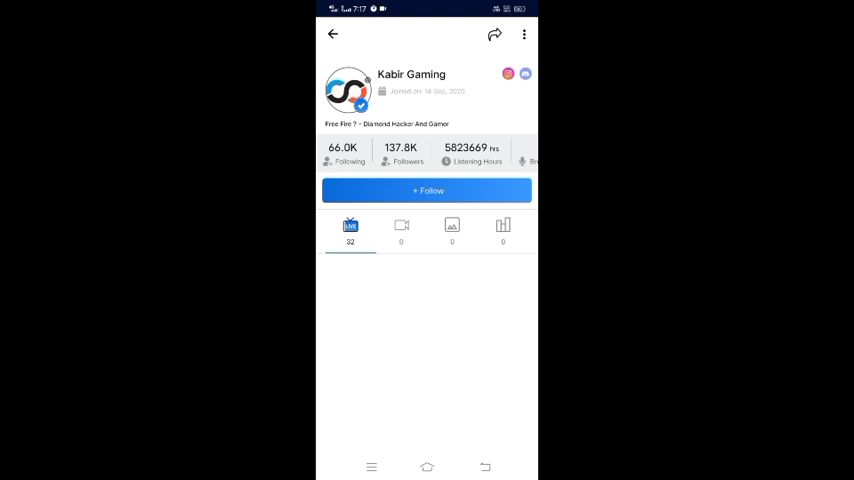 7:17
Kabir Gaming
Joined on 14 Sep, 2020
Free Fire ? - Diamond Hacker And Gamer
66.0K 137.8K 5823669 hrs
Following Followers Listening Hours
+ Follow
LIVE
32 0 0 0